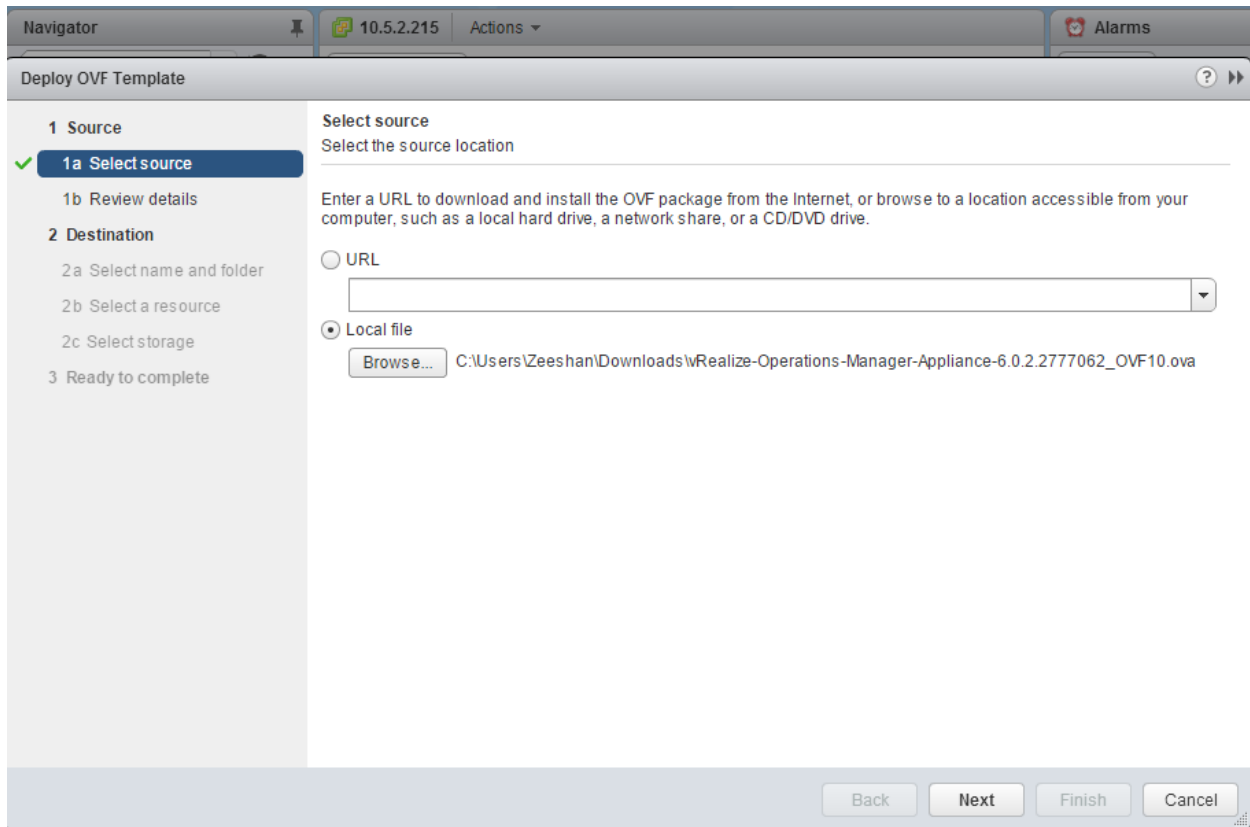 Navigator
10.5.2.215
Actions
Alarms
Deploy OVF Template
?
1 Source
1a Select source
1b Review details
2 Destination
2a Select name and folder
2b Select a resource
2c Select storage
3 Ready to complete
Select source
Select the source location
Enter a URL to download and install the OVF package from the Internet, or browse to a location accessible from your
computer, such as a local hard drive, a network share, or a CD/DVD drive.
URL
Local file
Browse... C:\Users\Zeeshan\Downloads\vRealize-Operations-Manager-Appliance-6.0.2.2777062_OVF10.ova
Back Next Finish Cancel